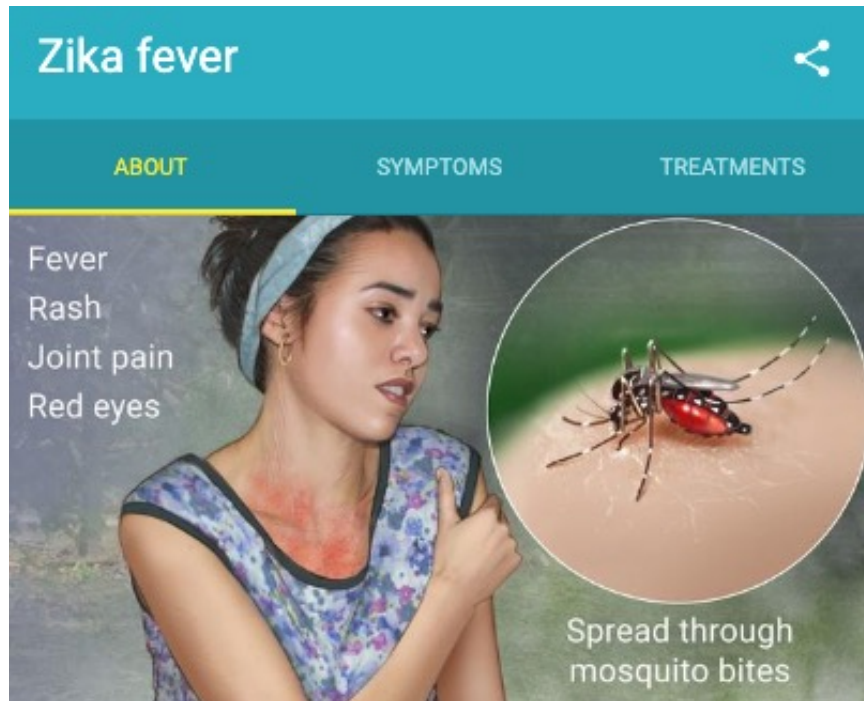 Zika fever
ABOUT
SYMPTOMS
TREATMENTS
Fever
Rash
Joint pain
Red eyes
Spread through
mosquito bites